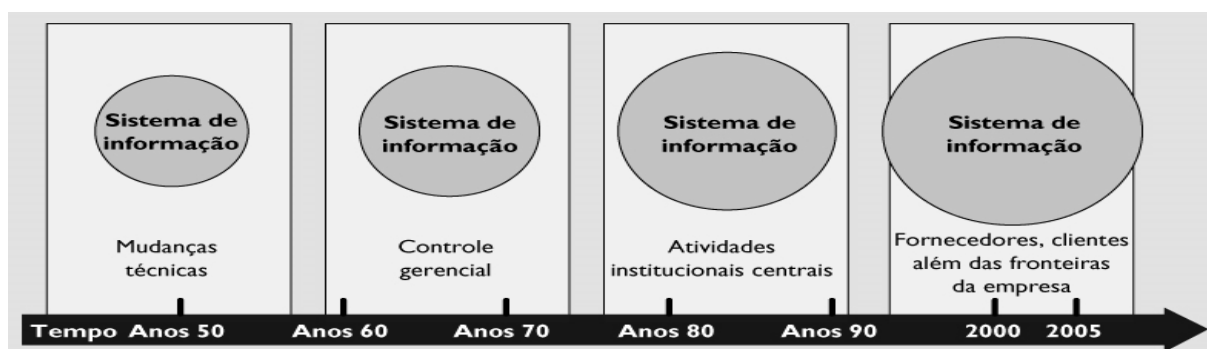 Sistema de
informação
Mudanças
técnicas
Sistema de
informação
Controle
gerencial
Sistema de
informação
Atividades
institucionais centrais
Sistema de
informação
Fornecedores, clientes
além das fronteiras
da empresa
Tempo Anos 50 Anos 60 Anos 70 Anos 80 Anos 90 2000 2005